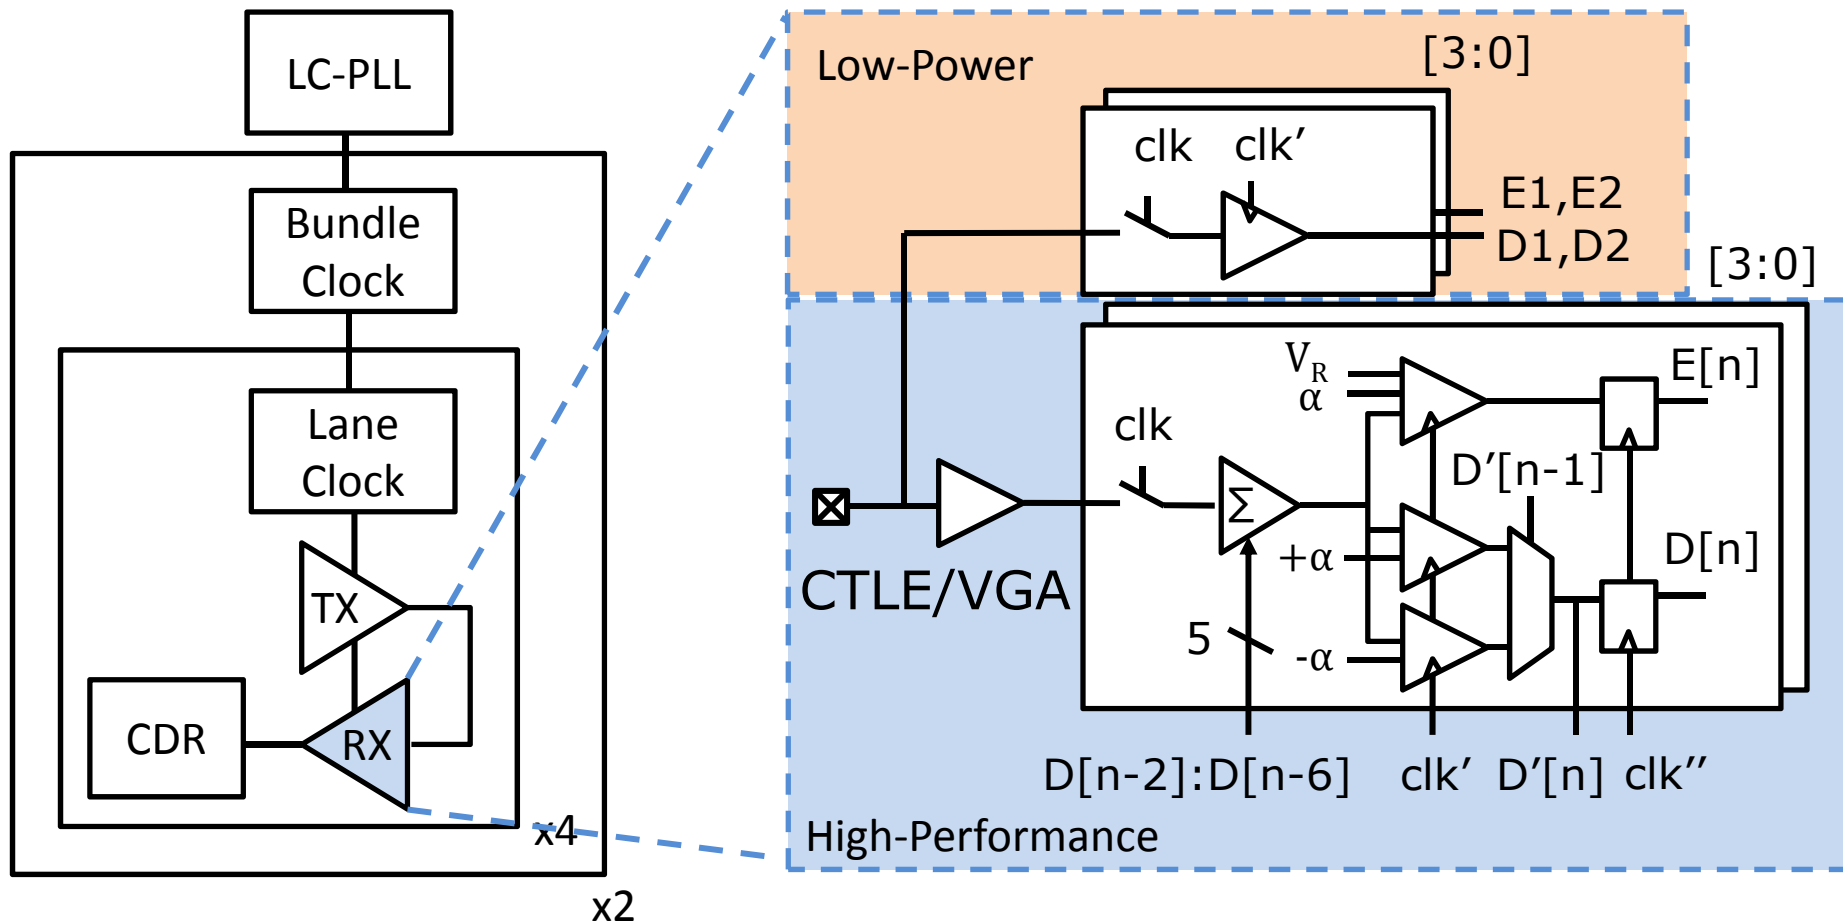 LC-PLL
Bundle
Clock
Lane
Clock
TX
CDR
RX
x4
x2
Low-Power
[3:0]
clk
clk′
E1,E2
D1,D2
[3:0]
V_R
α
E[n]
clk
D′[n-1]
Σ
+α
D[n]
CTLE/VGA
5
-α
D[n-2]:D[n-6]
clk′
D′[n]
clk′′
High-Performance